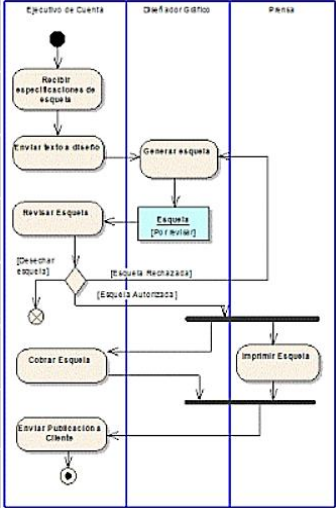 Ejecutivo de Cuenta
Diseñador Gráfico
Prensa
Recibir
especificaciones de
esquela
Enviar texto a diseño
Generar esquela
Revisar Esquela
Esquela
[Por revisar]
[Desechar
esquela]
[Esquela Rechazada]
[Esquela Autorizada]
Cobrar Esquela
Imprimir Esquela
Enviar Publicación a
Cliente